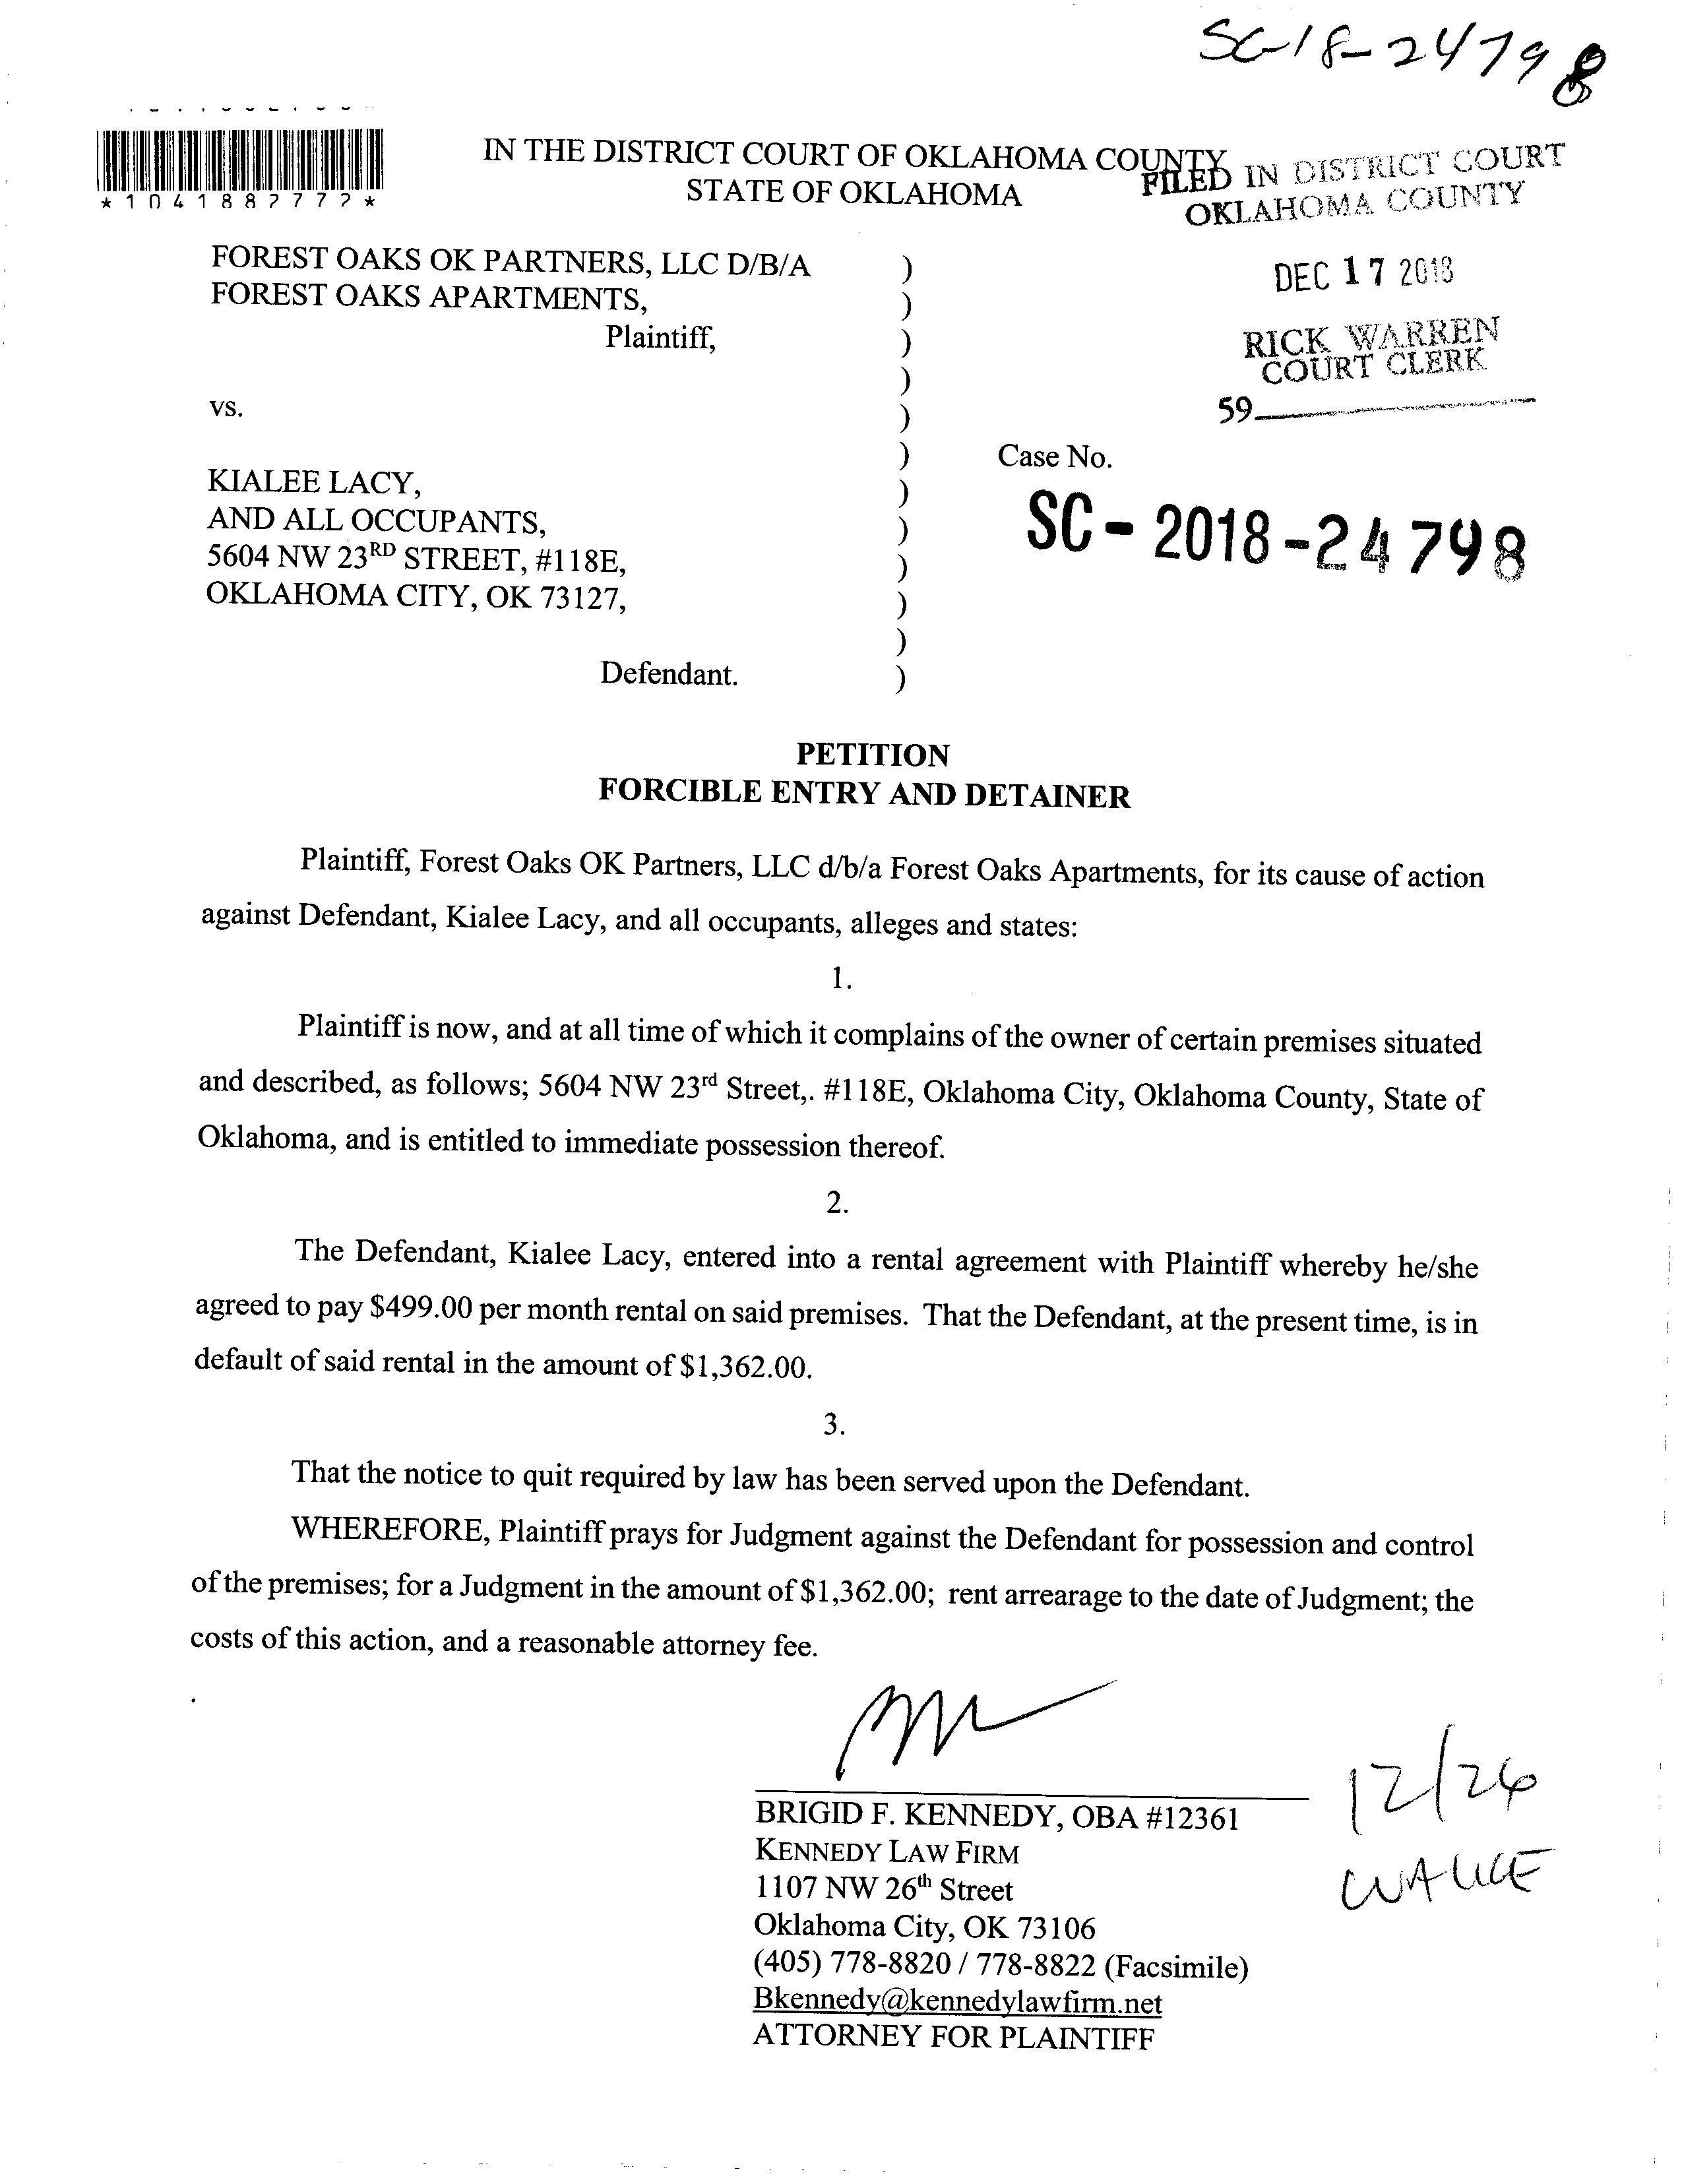 SC-18-24798
*1041882772*
IN THE DISTRICT COURT OF OKLAHOMA COUNTY
STATE OF OKLAHOMA
FILED IN DISTRICT COURT
OKLAHOMA COUNTY
DEC 17 2018
RICK WARREN
COURT CLERK
59
FOREST OAKS OK PARTNERS, LLC D/B/A )
FOREST OAKS APARTMENTS, )
Plaintiff, )
)
vs. )
)
KIALEE LACY, )
AND ALL OCCUPANTS, )
5604 NW 23RD STREET, #118E, )
OKLAHOMA CITY, OK 73127, )
)
Defendant. )
Case No.
SC-2018-24798
PETITION
FORCIBLE ENTRY AND DETAINER
Plaintiff, Forest Oaks OK Partners, LLC d/b/a Forest Oaks Apartments, for its cause of action
against Defendant, Kialee Lacy, and all occupants, alleges and states:
1.
Plaintiff is now, and at all time of which it complains of the owner of certain premises situated
and described, as follows; 5604 NW 23rd Street,. #118E, Oklahoma City, Oklahoma County, State of
Oklahoma, and is entitled to immediate possession thereof.
2.
The Defendant, Kialee Lacy, entered into a rental agreement with Plaintiff whereby he/she
agreed to pay $499.00 per month rental on said premises. That the Defendant, at the present time, is in
default of said rental in the amount of $1,362.00.
3.
That the notice to quit required by law has been served upon the Defendant.
WHEREFORE, Plaintiff prays for Judgment against the Defendant for possession and control
of the premises; for a Judgment in the amount of $1,362.00; rent arrearage to the date of Judgment; the
costs of this action, and a reasonable attorney fee.
BRIGID F. KENNEDY, OBA #12361
KENNEDY LAW FIRM
1107 NW 26th Street
Oklahoma City, OK 73106
(405) 778-8820 / 778-8822 (Facsimile)
Bkennedy@kennedylawfirm.net
ATTORNEY FOR PLAINTIFF
12/26